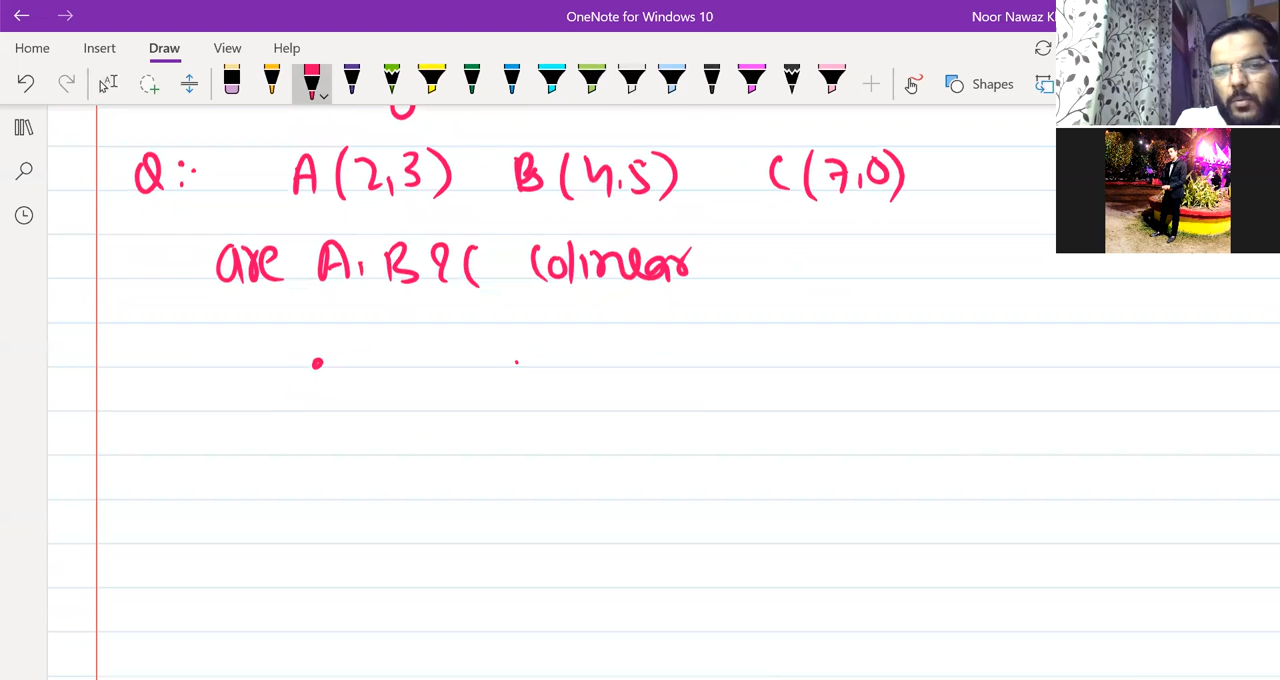 OneNote for Windows 10
Noor Nawaz K
Home Insert Draw View Help
Shapes
Q :- A (2,3) B (4,5) C (7,0)
are A, B & C Colinear